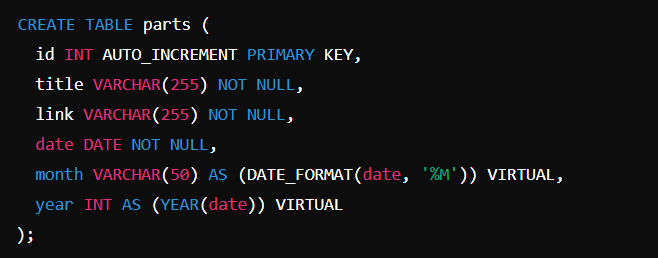 CREATE TABLE parts (
  id INT AUTO_INCREMENT PRIMARY KEY,
  title VARCHAR(255) NOT NULL,
  link VARCHAR(255) NOT NULL,
  date DATE NOT NULL,
  month VARCHAR(50) AS (DATE_FORMAT(date, '%M')) VIRTUAL,
  year INT AS (YEAR(date)) VIRTUAL
);